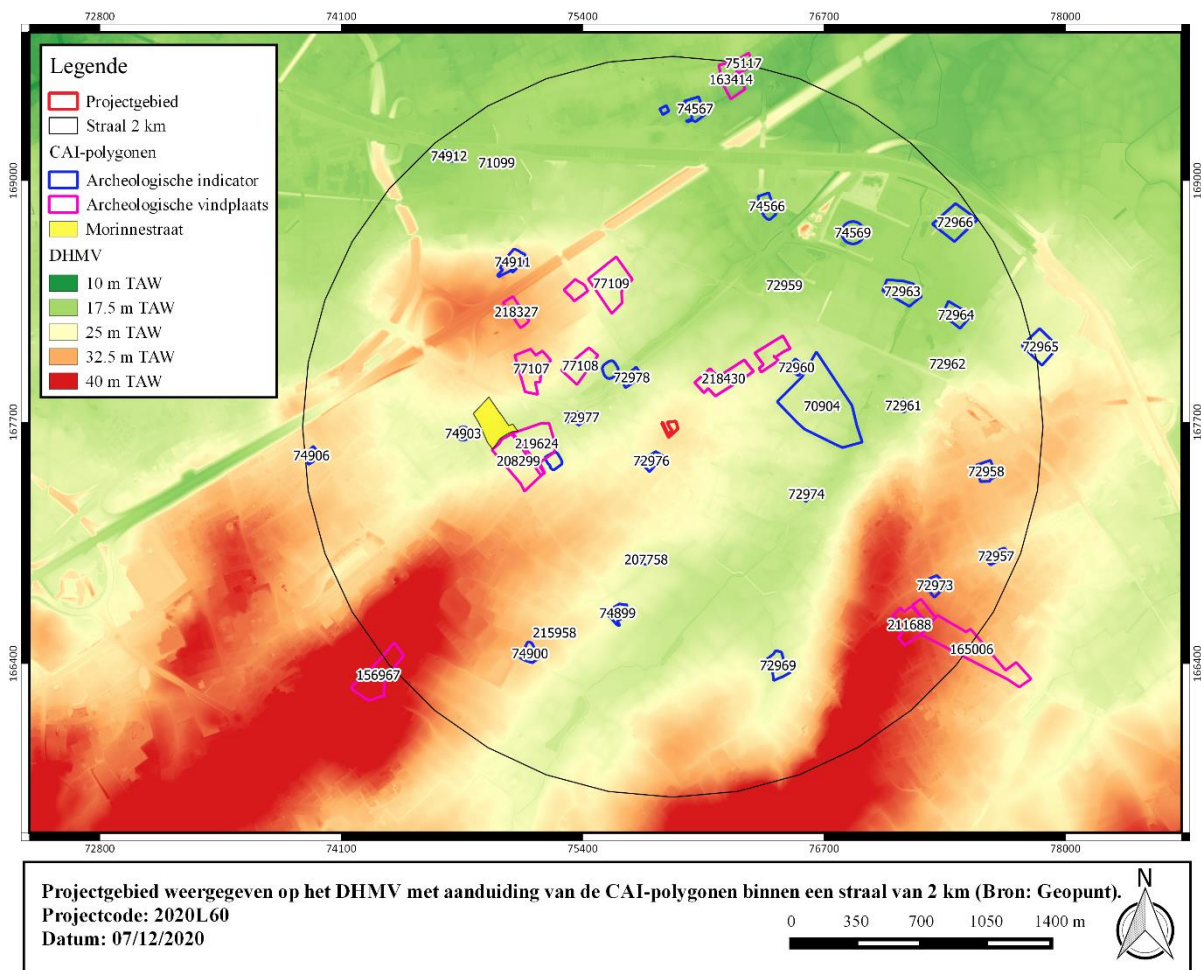 72800 74100 75400 76700 78000
Legende
Projectgebied
Straal 2 km
CAI-polygonen
Archeologische indicator
Archeologische vindplaats
Morinnestraat
DHMV
10 m TAW
17.5 m TAW
25 m TAW
32.5 m TAW
40 m TAW
75117
163414
74567
74912
71099
169000
169000
74566
74569
72966
74911
77109
72959
72963
218327
72964
72965
77107
77108
72978
218430
72960
72962
70904
72961
167700
167700
72977
74903
219624
74906
208299
72976
72958
72974
207758
72957
72973
74899
215958
211688
74900
165006
72969
156967
166400
166400
72800 74100 75400 76700 78000
Projectgebied weergegeven op het DHMV met aanduiding van de CAI-polygonen binnen een straal van 2 km (Bron: Geopunt).
Projectcode: 2020L60
Datum: 07/12/2020
0 350 700 1050 1400 m
N